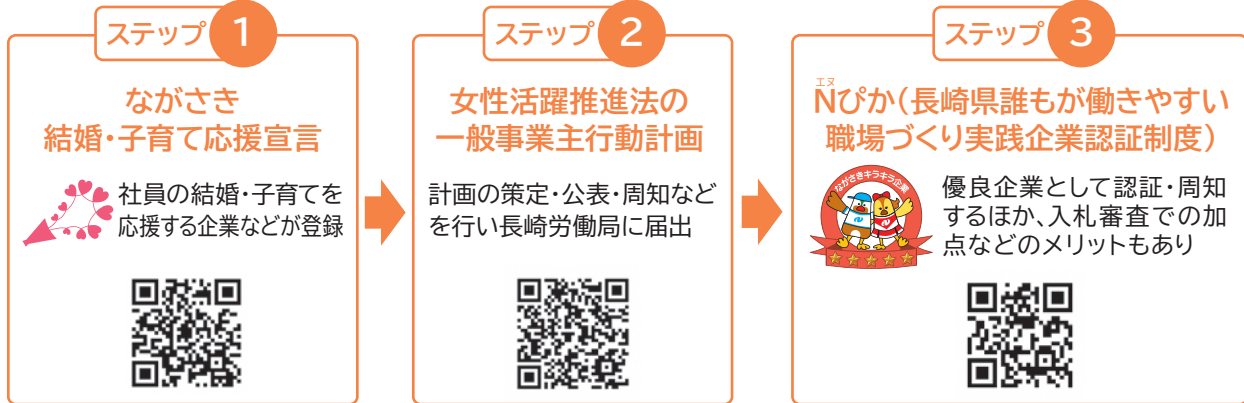 ステップ 1
ながさき
結婚・子育て応援宣言
社員の結婚・子育てを
応援する企業などが登録
ステップ 2
女性活躍推進法の
一般事業主行動計画
計画の策定・公表・周知など
を行い長崎労働局に届出
ステップ 3
エヌ
Nぴか(長崎県誰もが働きやすい
職場づくり実践企業認証制度)
ながさきキラキラ企業
優良企業として認証・周知
するほか、入札審査での加
点などのメリットもあり